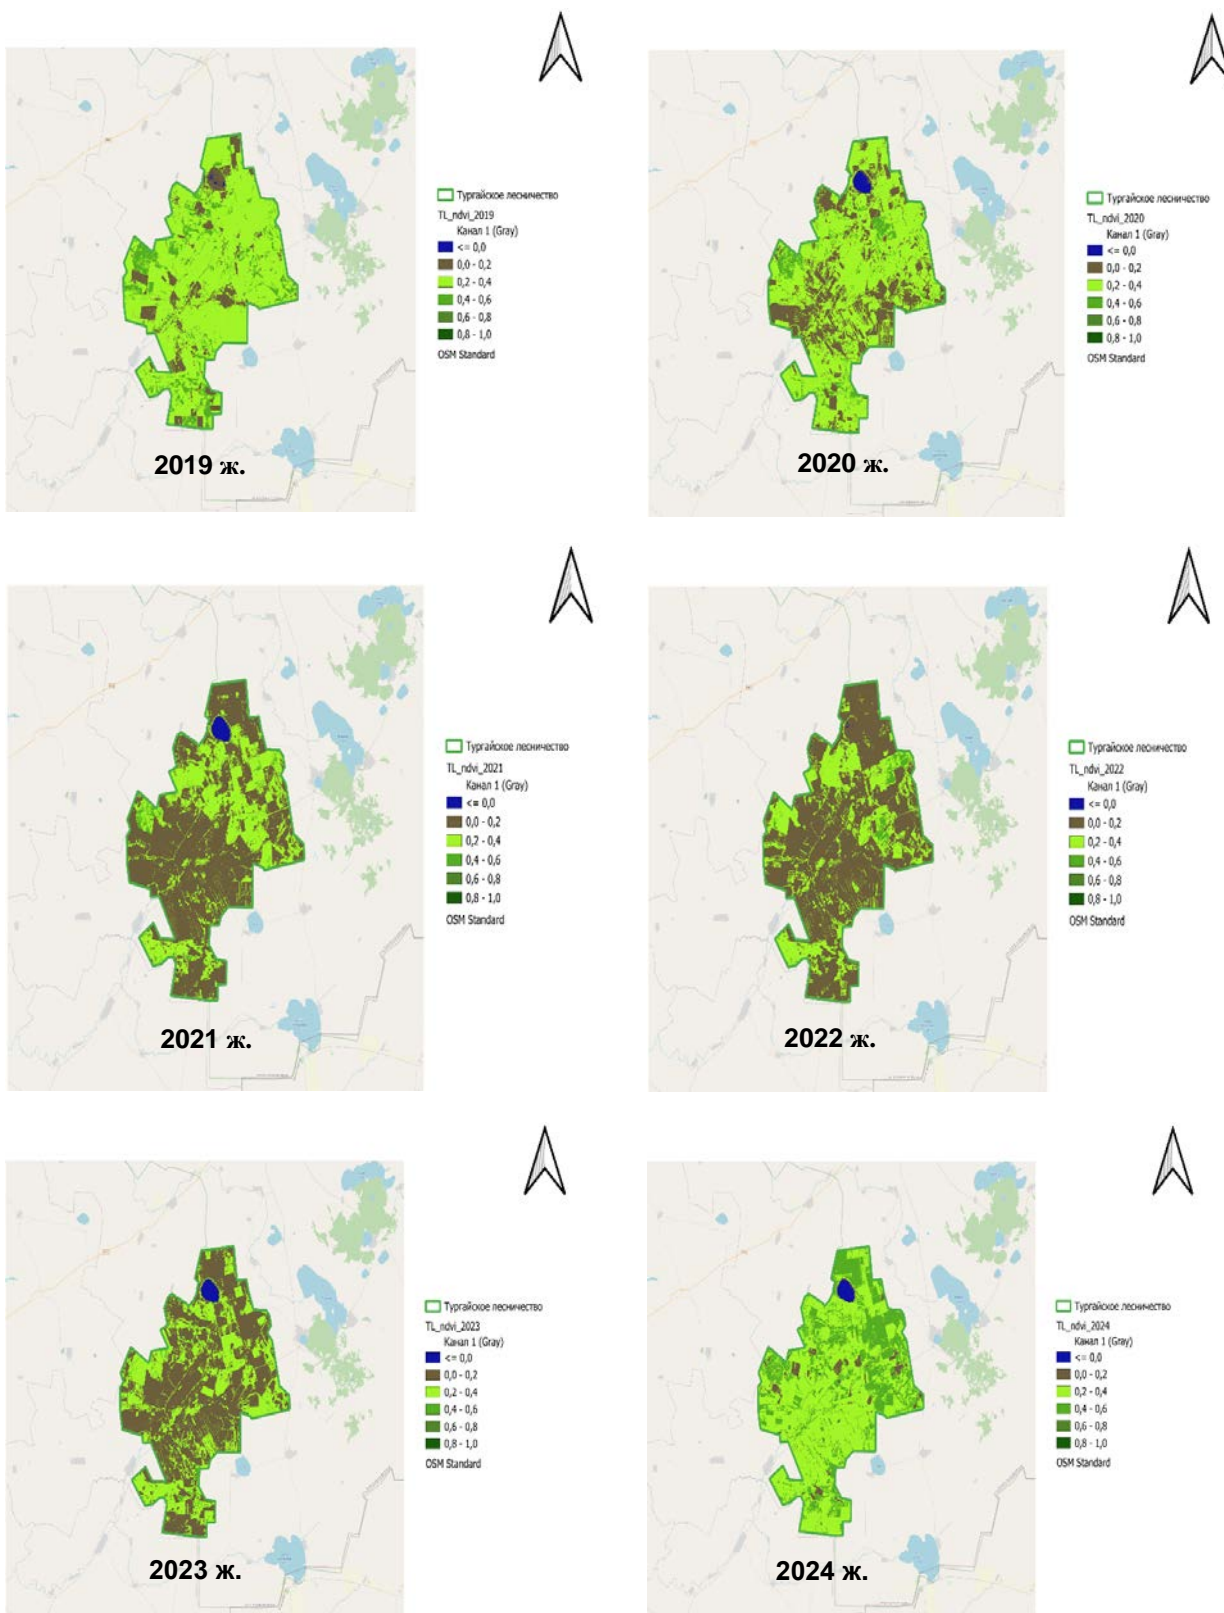 Тургайское лесничество
TL_ndvi_2019
Канал 1 (Gray)
<= 0,0
0,0 - 0,2
0,2 - 0,4
0,4 - 0,6
0,6 - 0,8
0,8 - 1,0
OSM Standard
2019 ж.
Тургайское лесничество
TL_ndvi_2020
Канал 1 (Gray)
<= 0,0
0,0 - 0,2
0,2 - 0,4
0,4 - 0,6
0,6 - 0,8
0,8 - 1,0
OSM Standard
2020 ж.
Тургайское лесничество
TL_ndvi_2021
Канал 1 (Gray)
<= 0,0
0,0 - 0,2
0,2 - 0,4
0,4 - 0,6
0,6 - 0,8
0,8 - 1,0
OSM Standard
2021 ж.
Тургайское лесничество
TL_ndvi_2022
Канал 1 (Gray)
<= 0,0
0,0 - 0,2
0,2 - 0,4
0,4 - 0,6
0,6 - 0,8
0,8 - 1,0
OSM Standard
2022 ж.
Тургайское лесничество
TL_ndvi_2023
Канал 1 (Gray)
<= 0,0
0,0 - 0,2
0,2 - 0,4
0,4 - 0,6
0,6 - 0,8
0,8 - 1,0
OSM Standard
2023 ж.
Тургайское лесничество
TL_ndvi_2024
Канал 1 (Gray)
<= 0,0
0,0 - 0,2
0,2 - 0,4
0,4 - 0,6
0,6 - 0,8
0,8 - 1,0
OSM Standard
2024 ж.